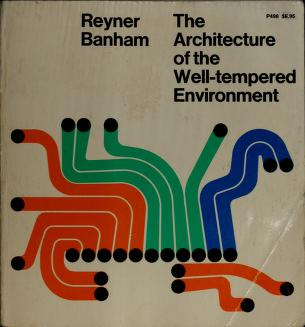 Reyner
Banham
The
Architecture
of the
Well-tempered
Environment
P498 $6.95